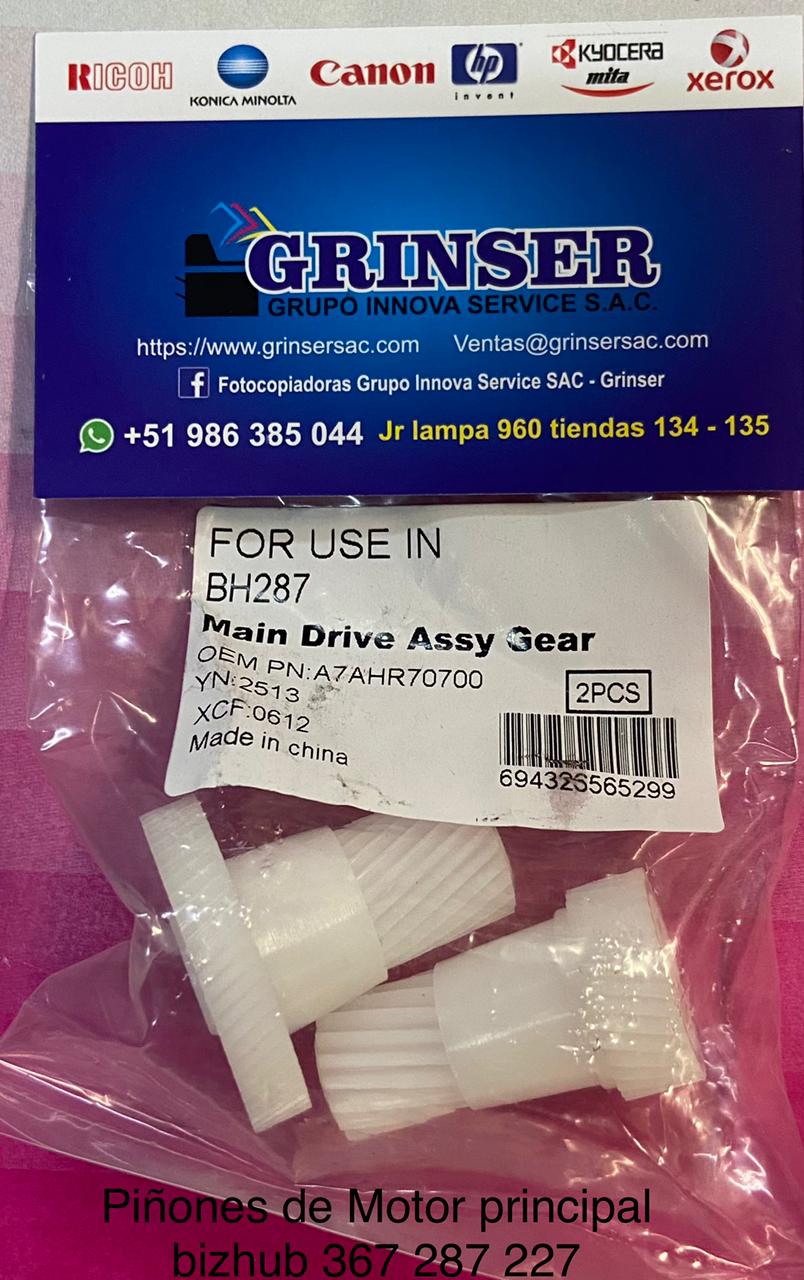 RICOH KONICA MINOLTA Canon hp invent KYOCERA mita xerox
GRINSER
GRUPO INNOVA SERVICE S.A.C.
https://www.grinsersac.com Ventas@grinsersac.com
f Fotocopiadoras Grupo Innova Service SAC - Grinser
+51 986 385 044 Jr lampa 960 tiendas 134 - 135
FOR USE IN
BH287
Main Drive Assy Gear
OEM PN:A7AHR70700
YN:2513
2PCS
XCF:0612
Made in china
694323565299
Piñones de Motor principal
bizhub 367 287 227